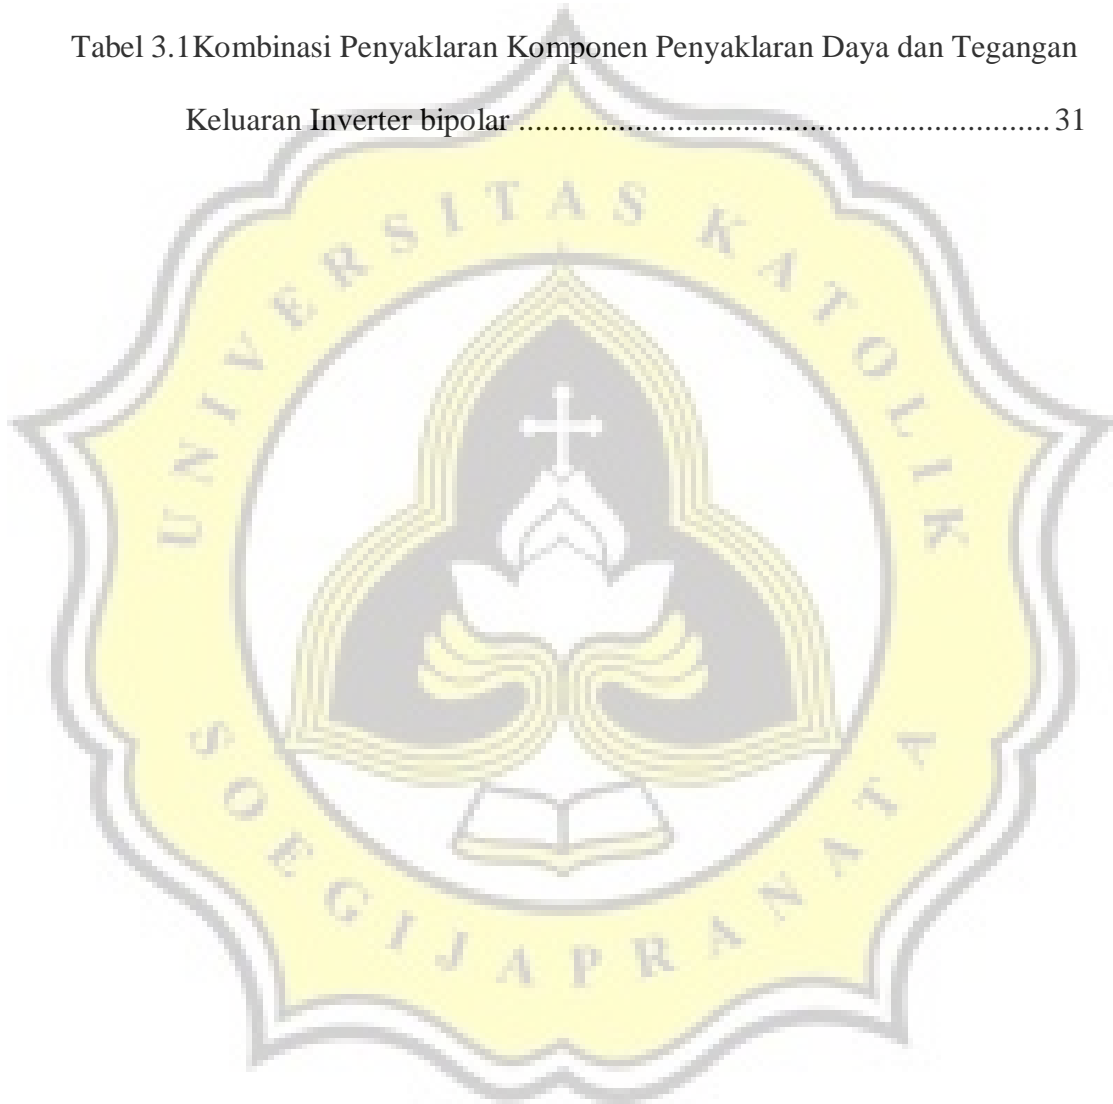 Tabel 3.1Kombinasi Penyaklaran Komponen Penyaklaran Daya dan Tegangan
Keluaran Inverter bipolar ............................................................... 31
UNIVERSITAS KATOLIK
SOEGIJAPRANATA